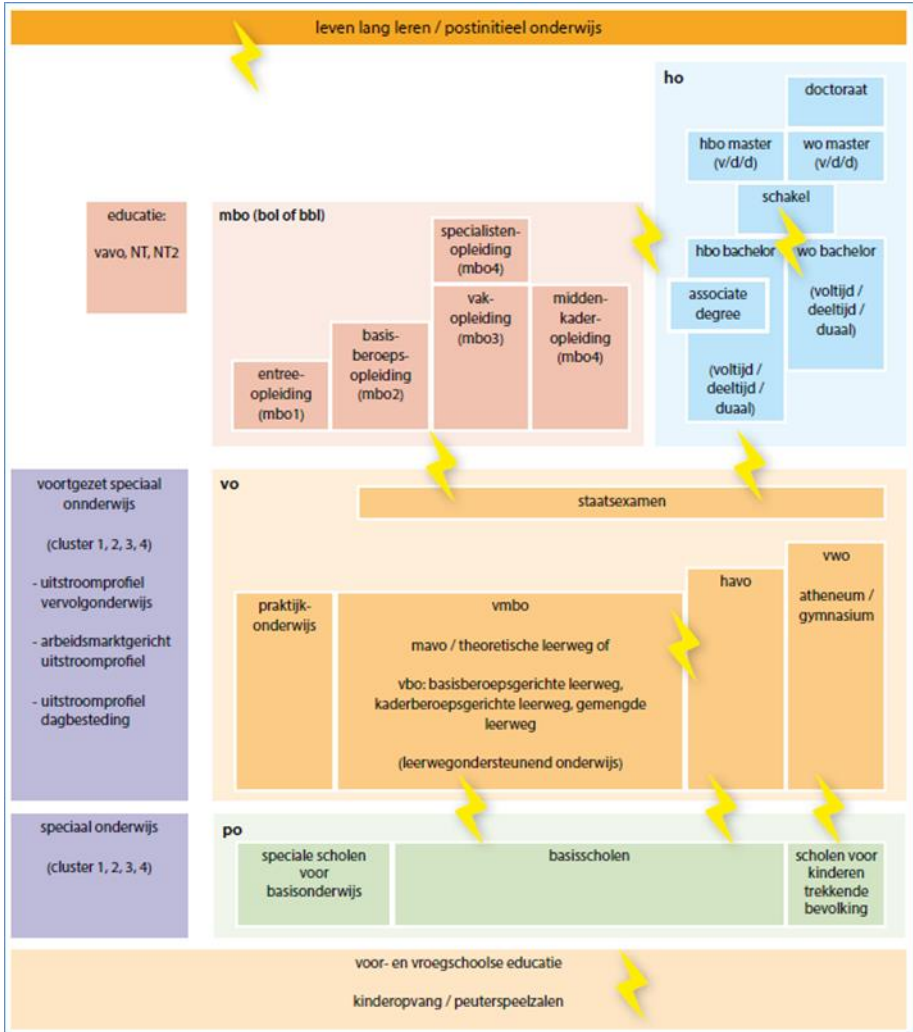 leven lang leren / postinitieel onderwijs
ho
doctoraat
hbo master
(v/d/d)
wo master
(v/d/d)
schakel
hbo bachelor
associate
degree
(voltijd /
deeltijd /
duaal)
wo bachelor
(voltijd /
deeltijd /
duaal)
educatie:
vavo, NT, NT2
mbo (bol of bbl)
entree-
opleiding
(mbo1)
basis-
beroeps-
opleiding
(mbo2)
specialisten-
opleiding
(mbo4)
vak-
opleiding
(mbo3)
midden-
kader-
opleiding
(mbo4)
voortgezet speciaal
onnderwijs
(cluster 1, 2, 3, 4)
- uitstroomprofiel
vervolgonderwijs
- arbeidsmarktgericht
uitstroomprofiel
- uitstroomprofiel
dagbesteding
vo
staatsexamen
praktijk-
onderwijs
vmbo
mavo / theoretische leerweg of
vbo: basisberoepsgerichte leerweg,
kaderberoepsgerichte leerweg, gemengde
leerweg
(leerwegondersteunend onderwijs)
havo
vwo
atheneum /
gymnasium
speciaal onderwijs
(cluster 1, 2, 3, 4)
po
speciale scholen
voor
basisonderwijs
basisscholen
scholen voor
kinderen
trekkende
bevolking
voor- en vroegschoolse educatie
kinderopvang / peuterspeelzalen